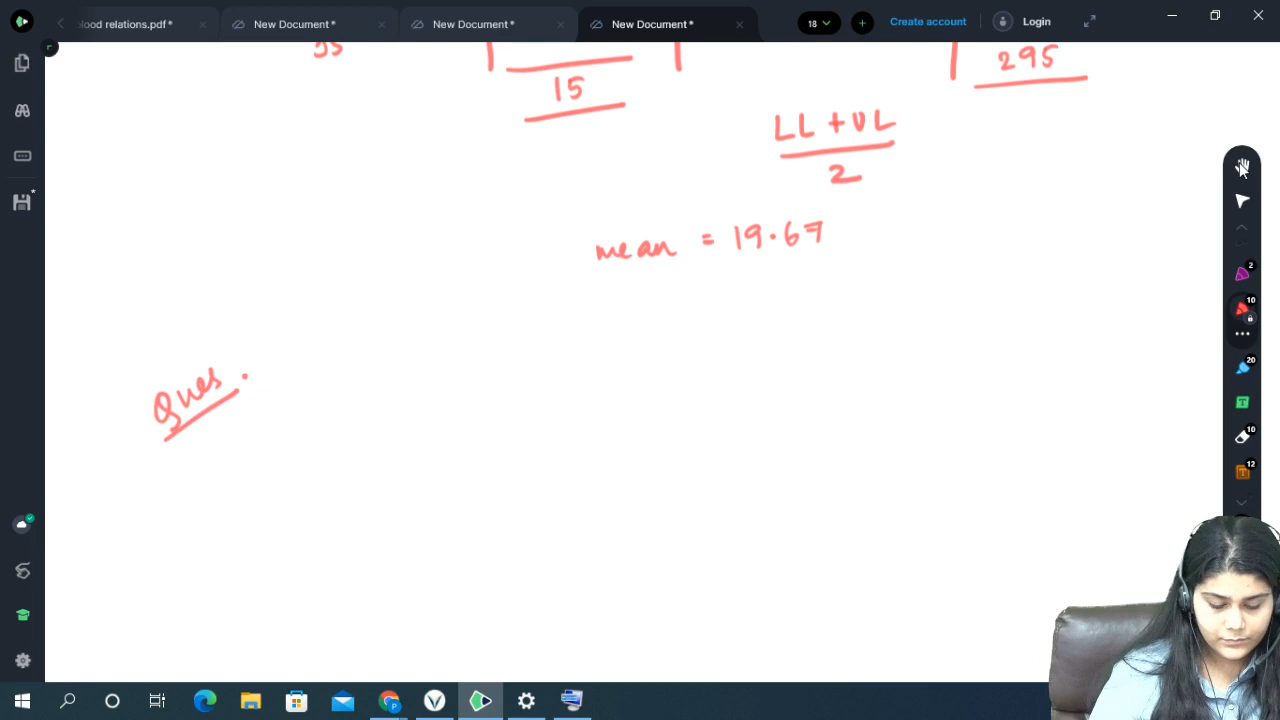 blood relations.pdf*
New Document*
New Document*
New Document*
18
Create account
Login
15
295
LL + UL
2
mean = 19.67
Ques.
2
10
20
T
10
12
T